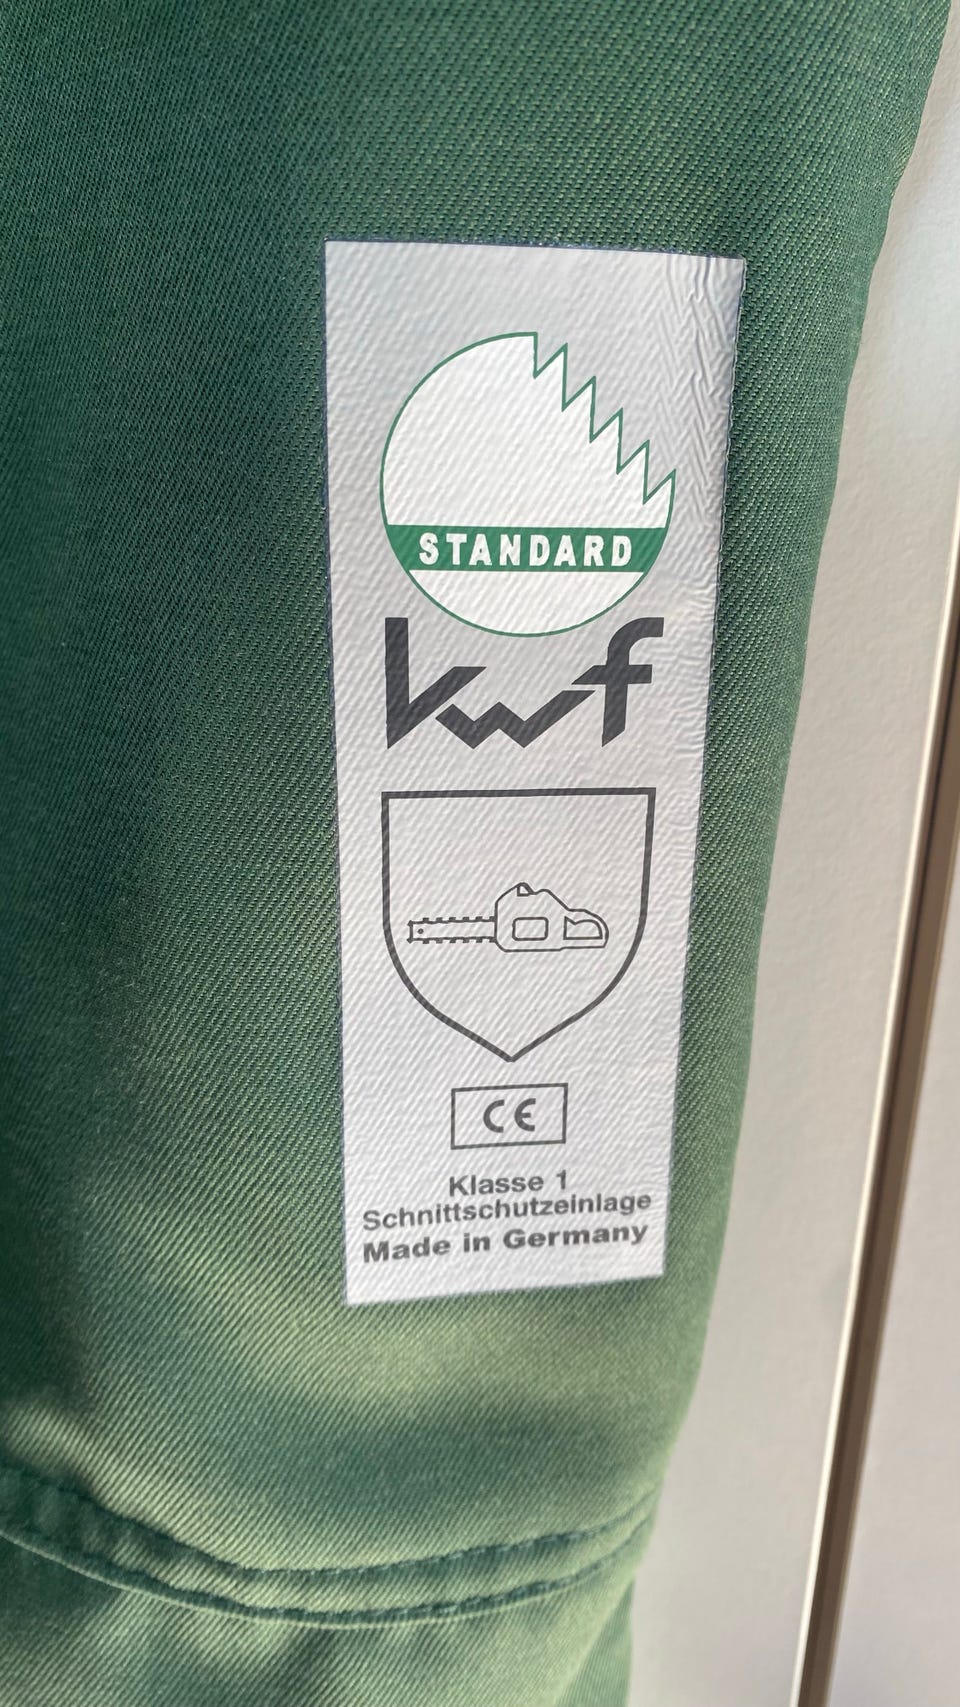 STANDARD
kwf
CE
Klasse 1
Schnittschutzeinlage
Made in Germany